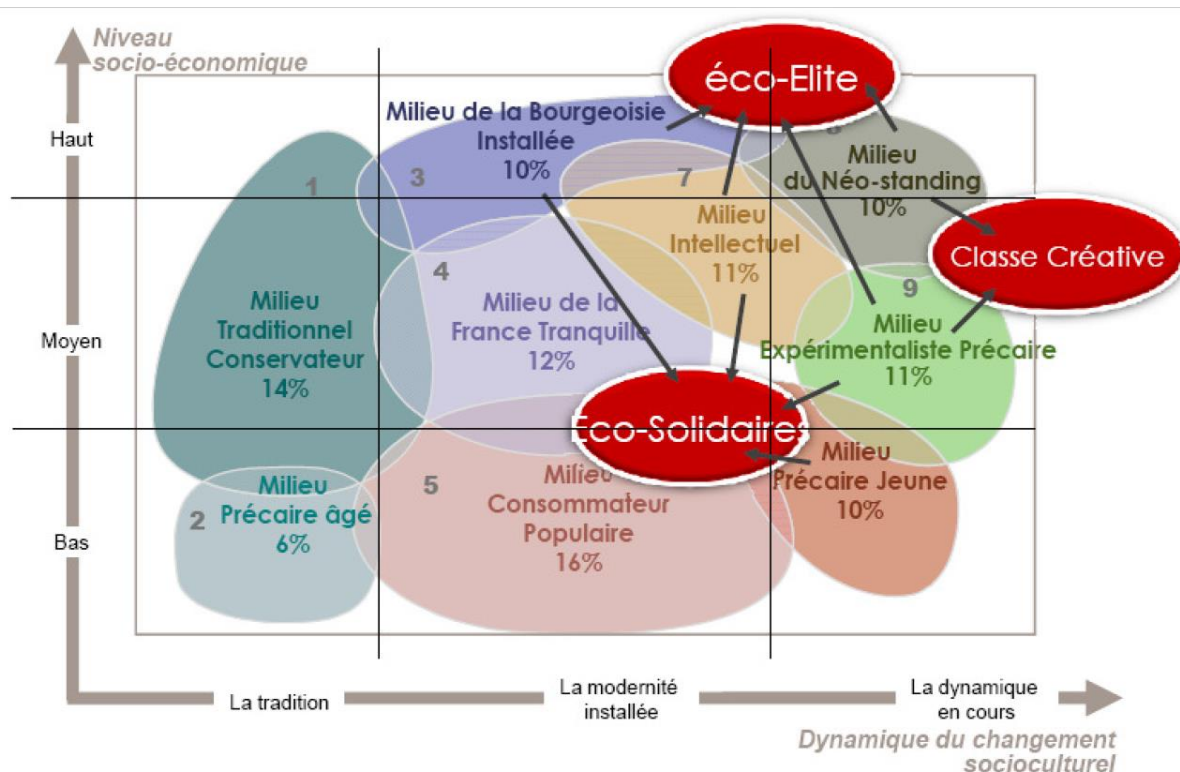 Niveau
socio-économique
Haut
Moyen
Bas
éco-Elite
Milieu de la Bourgeoisie
Installée
10%
1
3
7
8
Milieu
du Néo-standing
10%
Milieu
Intellectuel
11%
Classe Créative
4
9
Milieu
Traditionnel
Conservateur
14%
Milieu de la
France Tranquille
12%
Milieu
Expérimentaliste Précaire
11%
Eco-Solidaires
2
Milieu
Précaire âgé
6%
5
Milieu
Consommateur
Populaire
16%
Milieu
Précaire Jeune
10%
La tradition
La modernité
installée
La dynamique
en cours
Dynamique du changement
socioculturel